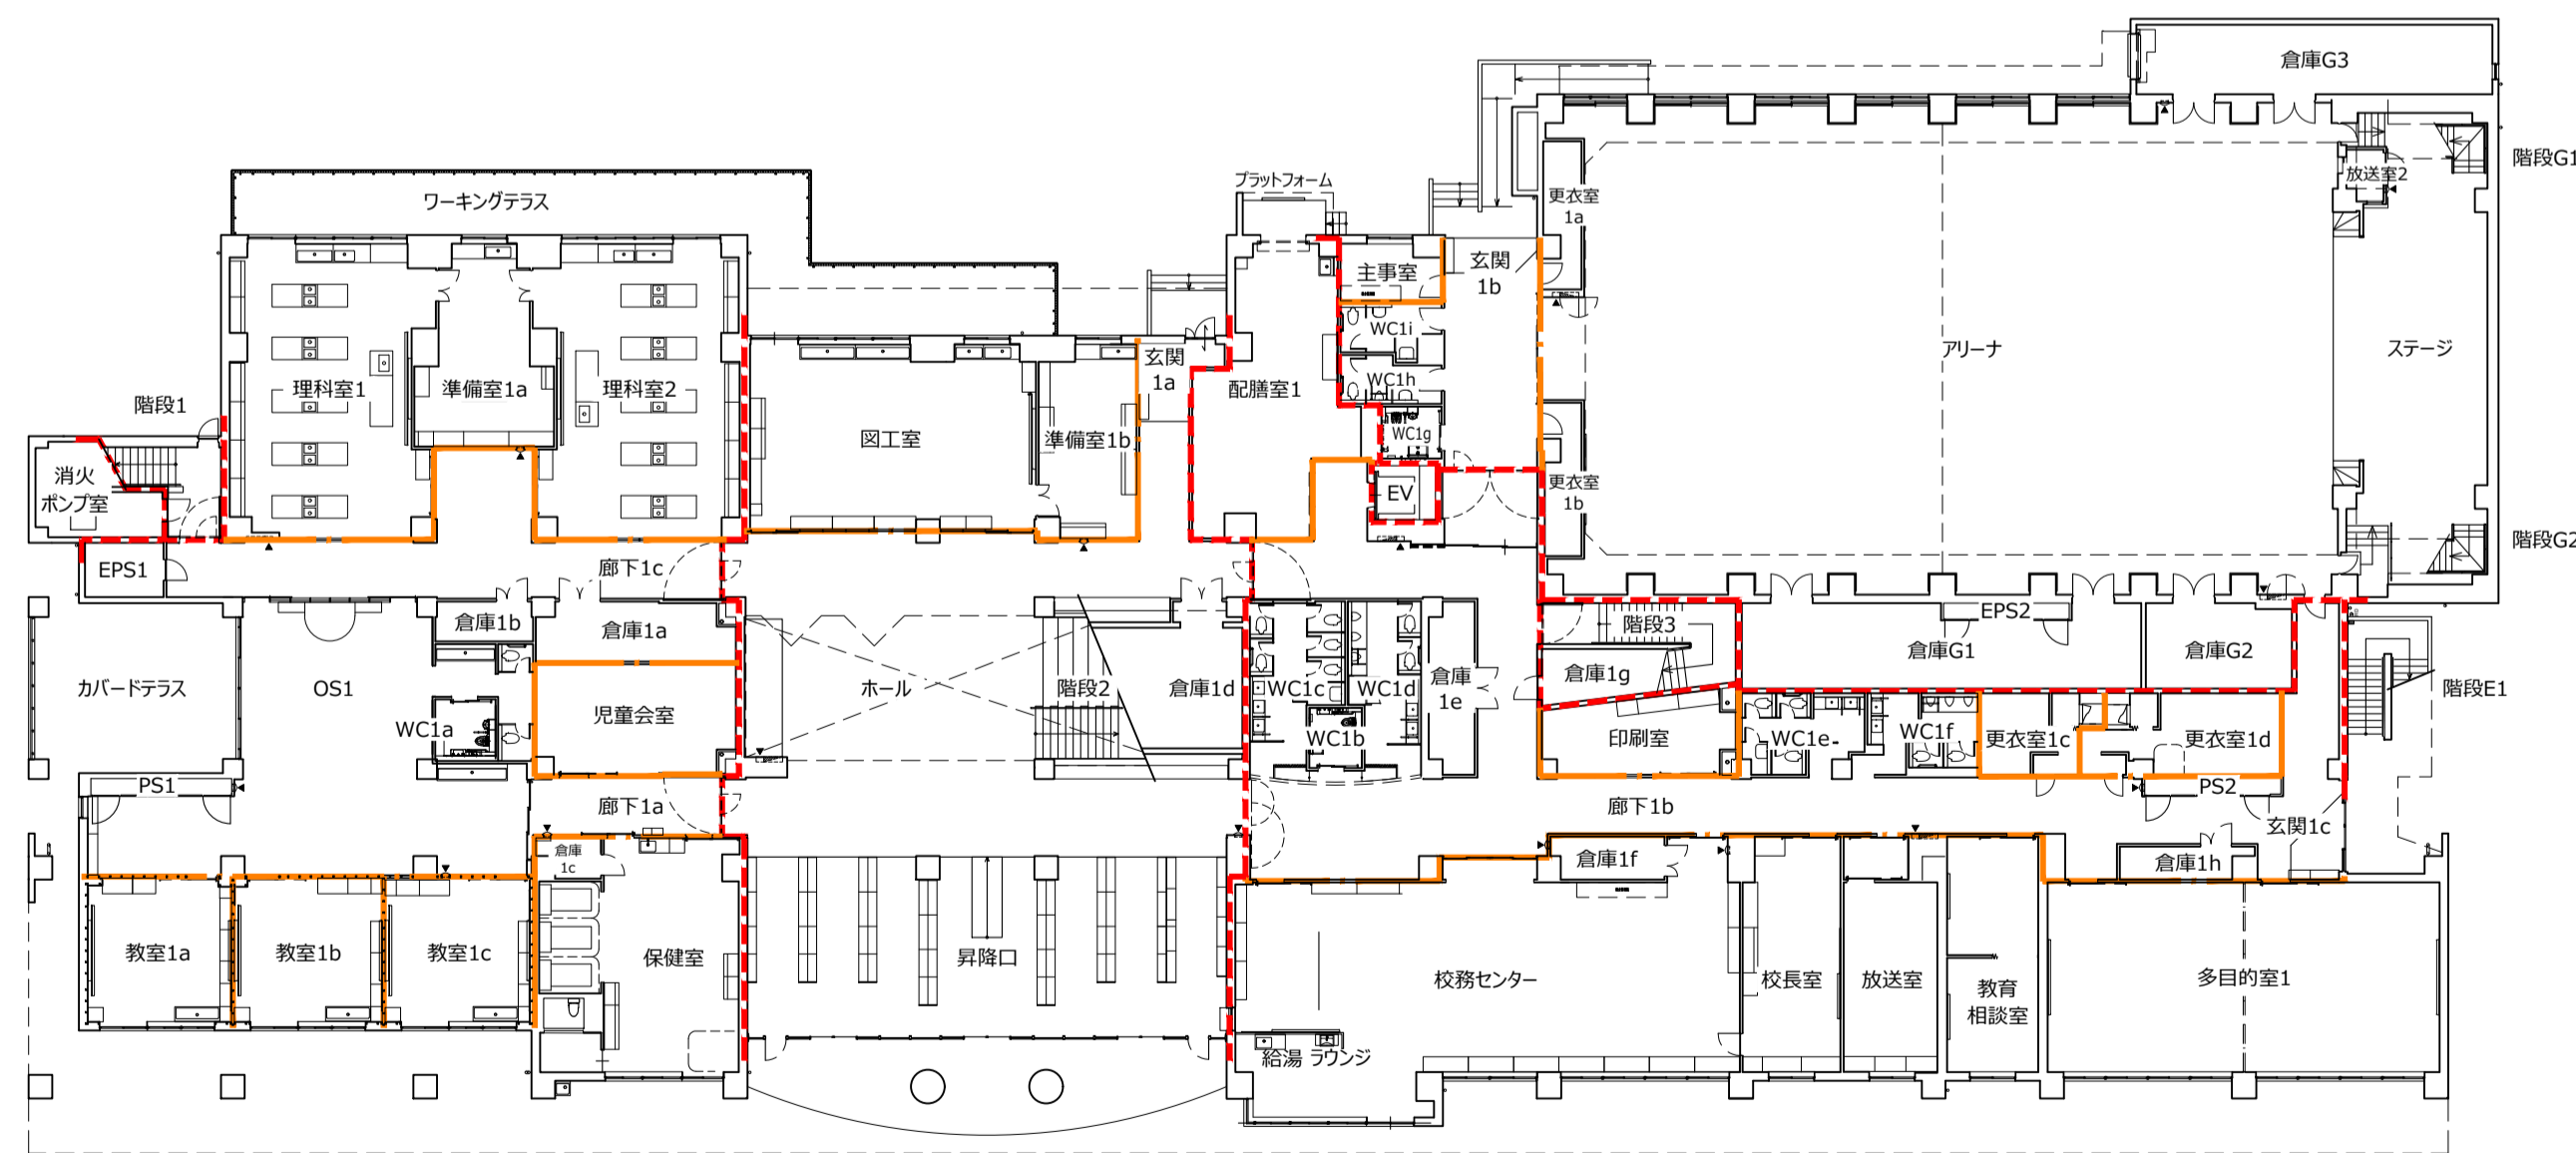 倉庫G3
階段G1
放送室2
プラットフォーム
ワーキングテラス
更衣室
1a
主事室
玄関
1b
WC1i
アリーナ
ステージ
玄関
1a
理科室1
準備室1a
理科室2
配膳室1
WC1h
階段1
図工室
準備室1b
WC1g
消火
ポンプ室
EV
更衣室
1b
階段G2
EPS1
廊下1c
倉庫1b
倉庫1a
階段3
EPS2
倉庫G1
倉庫G2
カバードテラス
OS1
ホール
階段2
倉庫1d
WC1c
WC1d
倉庫
1e
倉庫1g
階段E1
児童会室
WC1a
WC1b
印刷室
WC1e
WC1f
更衣室1c
更衣室1d
PS1
廊下1a
廊下1b
PS2
玄関1c
倉庫
1c
倉庫1f
倉庫1h
教室1a
教室1b
教室1c
保健室
昇降口
校務センター
校長室
放送室
教育
相談室
多目的室1
給湯
ラウンジ